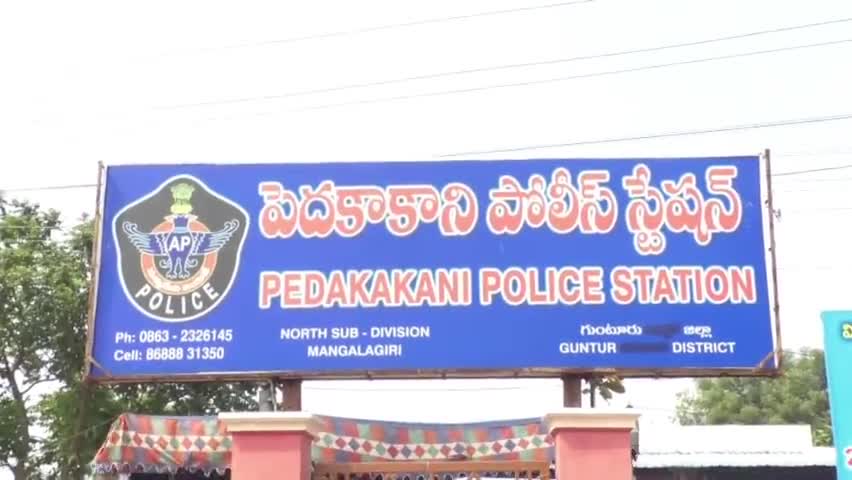 పెదకాకాని పోలీస్ స్టేషన్
PEDAKAKANI POLICE STATION
AP
POLICE
Ph: 0863 - 2326145
Cell: 86888 31350
NORTH SUB - DIVISION
MANGALAGIRI
గుంటూరు జిల్లా
GUNTUR DISTRICT